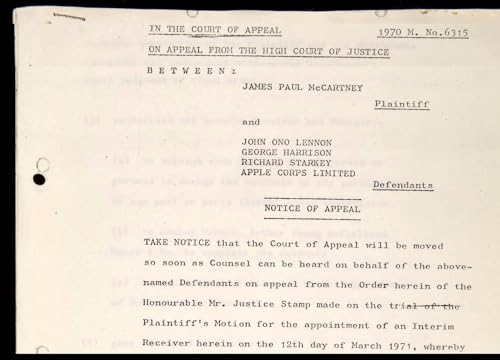 IN THE COURT OF APPEAL 1970 M. No.6315
ON APPEAL FROM THE HIGH COURT OF JUSTICE
B E T W E E N :
JAMES PAUL McCARTNEY
Plaintiff
and
JOHN ONO LENNON
GEORGE HARRISON
RICHARD STARKEY
APPLE CORPS LIMITED
Defendants
NOTICE OF APPEAL
TAKE NOTICE that the Court of Appeal will be moved
so soon as Counsel can be heard on behalf of the above-
named Defendants on appeal from the Order herein of the
Honourable Mr. Justice Stamp made on the trial of the
Plaintiff's Motion for the appointment of an Interim
Receiver herein on the 12th day of March 1971, whereby